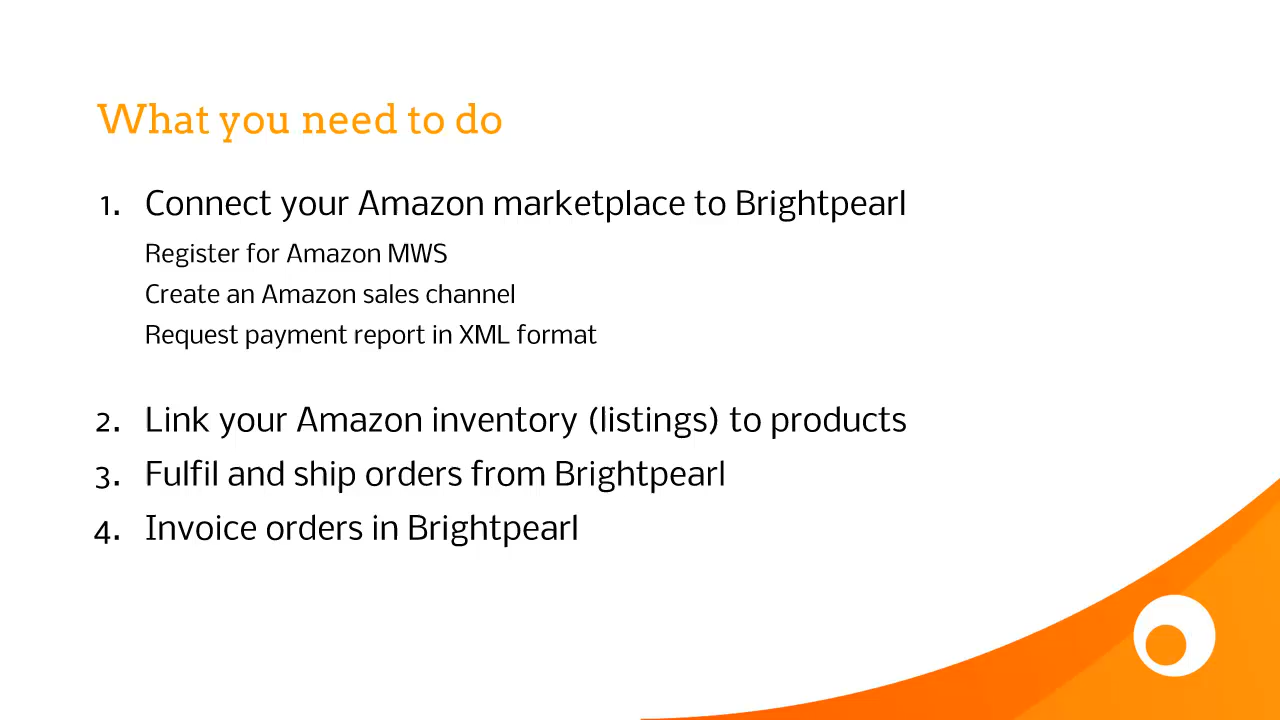 What you need to do
1. Connect your Amazon marketplace to Brightpearl
Register for Amazon MWS
Create an Amazon sales channel
Request payment report in XML format
2. Link your Amazon inventory (listings) to products
3. Fulfil and ship orders from Brightpearl
4. Invoice orders in Brightpearl